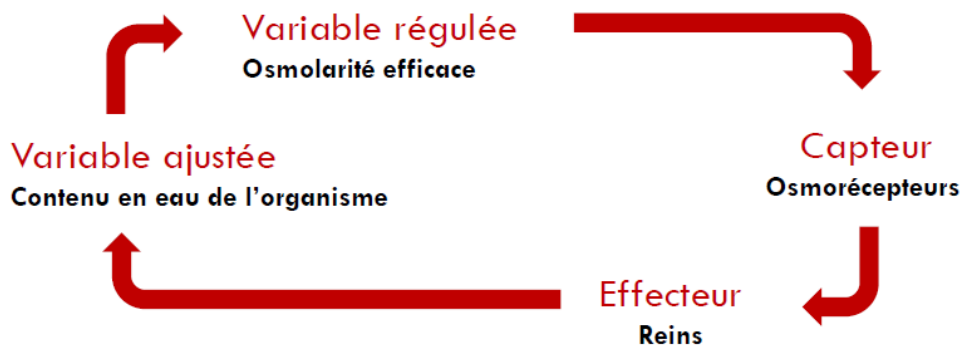 Variable régulée
Osmolarité efficace
Capteur
Osmorécepteurs
Effecteur
Reins
Variable ajustée
Contenu en eau de l'organisme